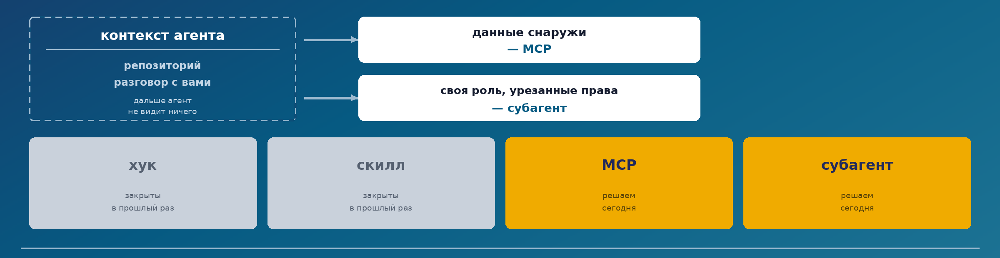 контекст агента
репозиторий
разговор с вами
дальше агент
не видит ничего
данные снаружи
— MCP
своя роль, урезанные права
— субагент
хук
закрыты
в прошлый раз
скилл
закрыты
в прошлый раз
MCP
решаем
сегодня
субагент
решаем
сегодня